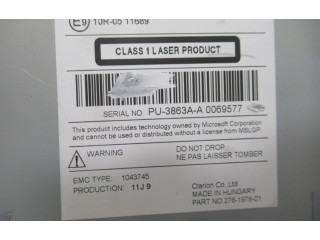 E9 10R-05 11689
CLASS 1 LASER PRODUCT
SERIAL NO. PU-3863A-A 0069577
This product includes technology owned by Microsoft Corporation
and cannot be used or distributed without a license from MSLGP.
WARNING
DO NOT DROP
NE PAS LAISSER TOMBER
EMC TYPE: 1043745
PRODUCTION: 11J 9
Clarion Co.,Ltd
MADE IN HUNGARY
PART NO.276-1978-01